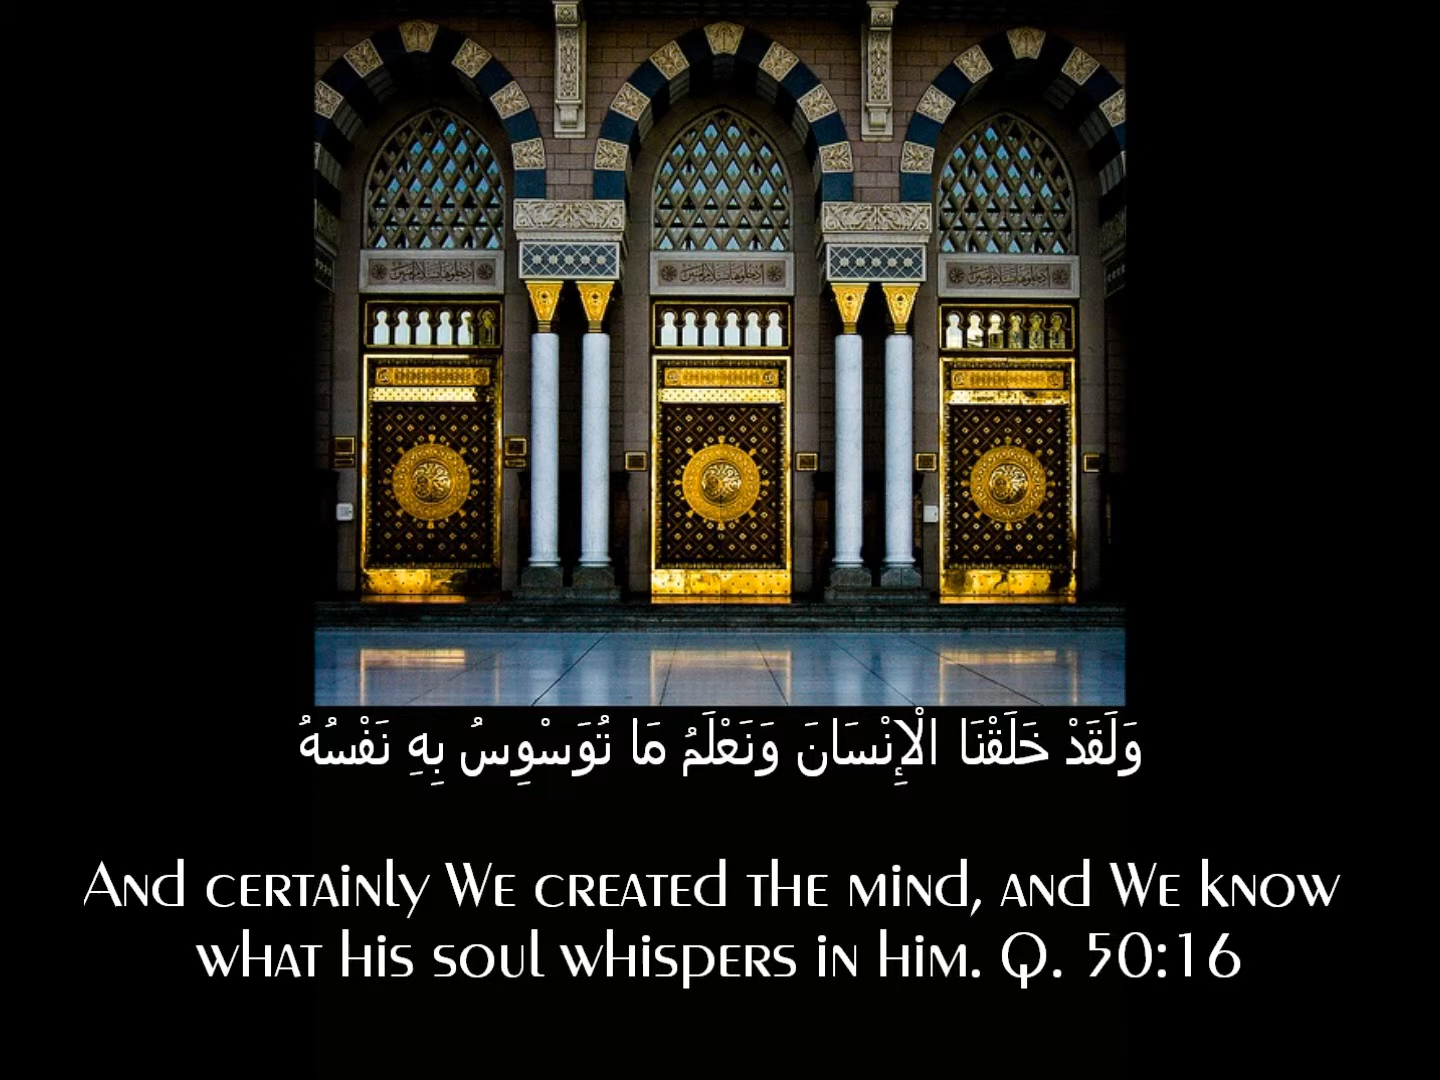 وَلَقَدْ خَلَقْنَا الْإِنْسَانَ وَنَعْلَمُ مَا تُوَسْوِسُ بِهِ نَفْسُهُ
And certainly We created the mind, and We know
what his soul whispers in him. Q. 50:16